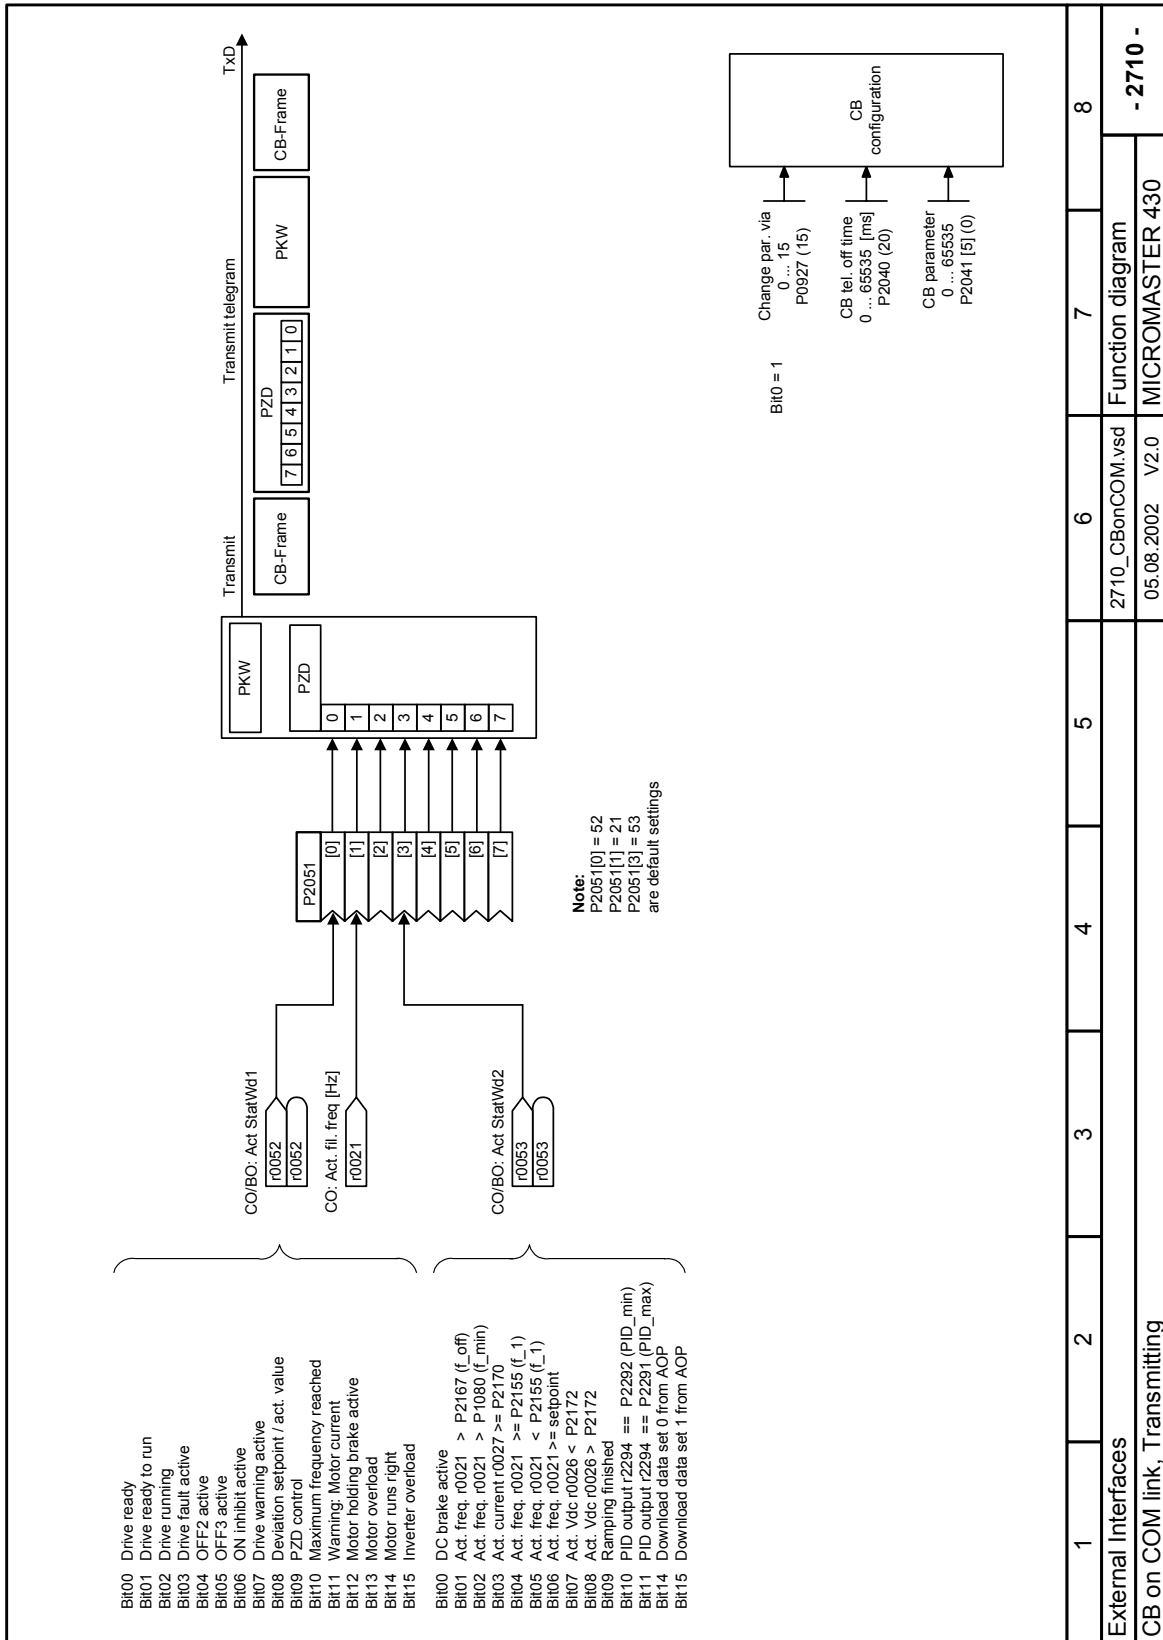 TxD
Transmit
Transmit telegram
CB-Frame
PZD
7 6 5 4 3 2 1 0
PKW
CB-Frame
PKW
PZD
0
1
2
3
4
5
6
7
P2051
[0]
[1]
[2]
[3]
[4]
[5]
[6]
[7]
Bit00 Drive ready
Bit01 Drive ready to run
Bit02 Drive running
Bit03 Drive fault active
Bit04 OFF2 active
Bit05 OFF3 active
Bit06 ON inhibit active
Bit07 Drive warning active
Bit08 Deviation setpoint / act. value
Bit09 PZD control
Bit10 Maximum frequency reached
Bit11 Warning: Motor current
Bit12 Motor holding brake active
Bit13 Motor overload
Bit14 Motor runs right
Bit15 Inverter overload
CO/BO: Act StatWd1
r0052
r0052
CO: Act. fil. freq [Hz]
r0021
Bit00 DC brake active
Bit01 Act. freq. r0021 > P2167 (f_off)
Bit02 Act. freq. r0021 > P1080 (f_min)
Bit03 Act. current r0027 >= P2170
Bit04 Act. freq. r0021 >= P2155 (f_1)
Bit05 Act. freq. r0021 < P2155 (f_1)
Bit06 Act. freq. r0021 >= setpoint
Bit07 Act. Vdc r0026 < P2172
Bit08 Act. Vdc r0026 > P2172
Bit09 Ramping finished
Bit10 PID output r2294 == P2292 (PID_min)
Bit11 PID output r2294 == P2291 (PID_max)
Bit14 Download data set 0 from AOP
Bit15 Download data set 1 from AOP
CO/BO: Act StatWd2
r0053
r0053
Note:
P2051[0] = 52
P2051[1] = 21
P2051[3] = 53
are default settings
Bit0 = 1
Change par. via
0 ... 15
P0927 (15)
CB tel. off time
0 ... 65535 [ms]
P2040 (20)
CB parameter
0 ... 65535
P2041 [5] (0)
CB
configuration
1 2 3 4 5 6 7 8
External Interfaces
2710_CBonCOM.vsd
Function diagram
- 2710 -
CB on COM link, Transmitting
05.08.2002 V2.0
MICROMASTER 430